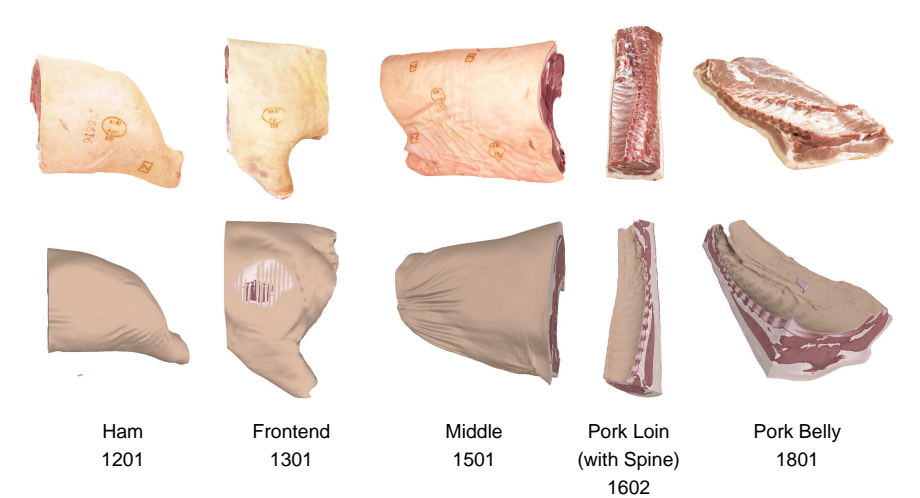 Ham
1201
Frontend
1301
Middle
1501
Pork Loin
(with Spine)
1602
Pork Belly
1801